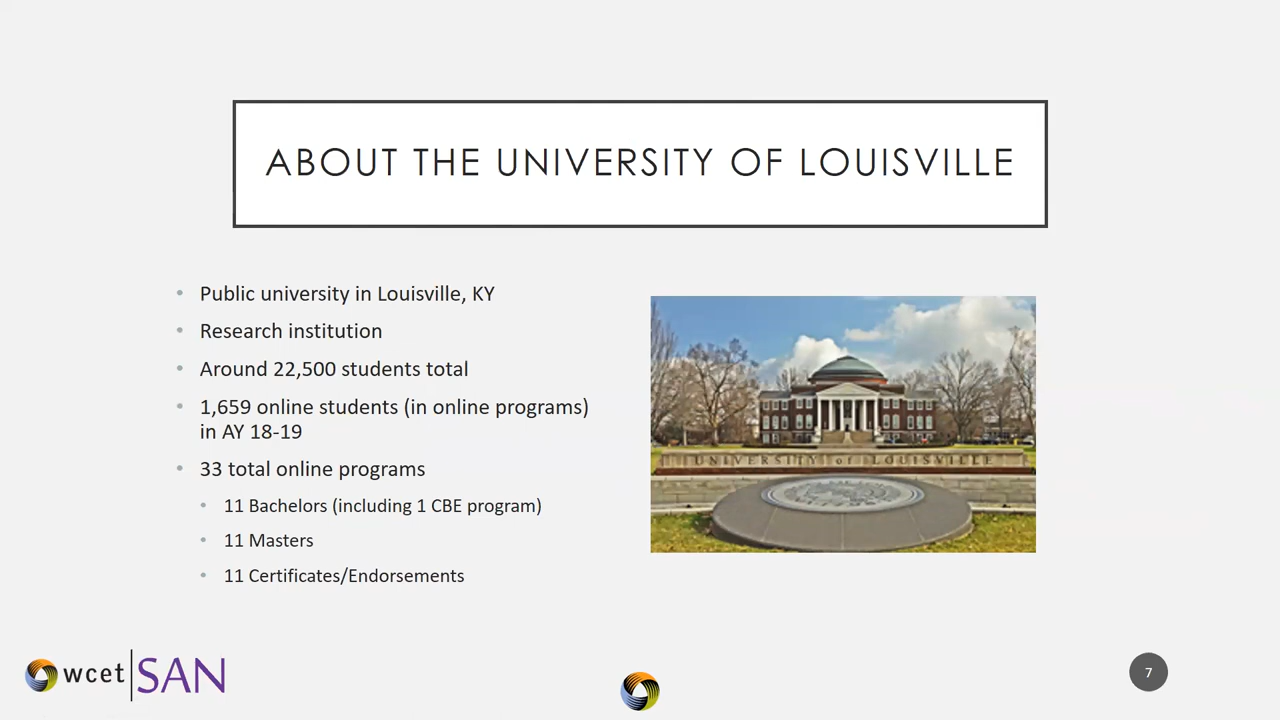 ABOUT THE UNIVERSITY OF LOUISVILLE
Public university in Louisville, KY
Research institution
Around 22,500 students total
1,659 online students (in online programs)
in AY 18-19
33 total online programs
11 Bachelors (including 1 CBE program)
11 Masters
11 Certificates/Endorsements
UNIVERSITY of LOUISVILLE
wcet SAN
7